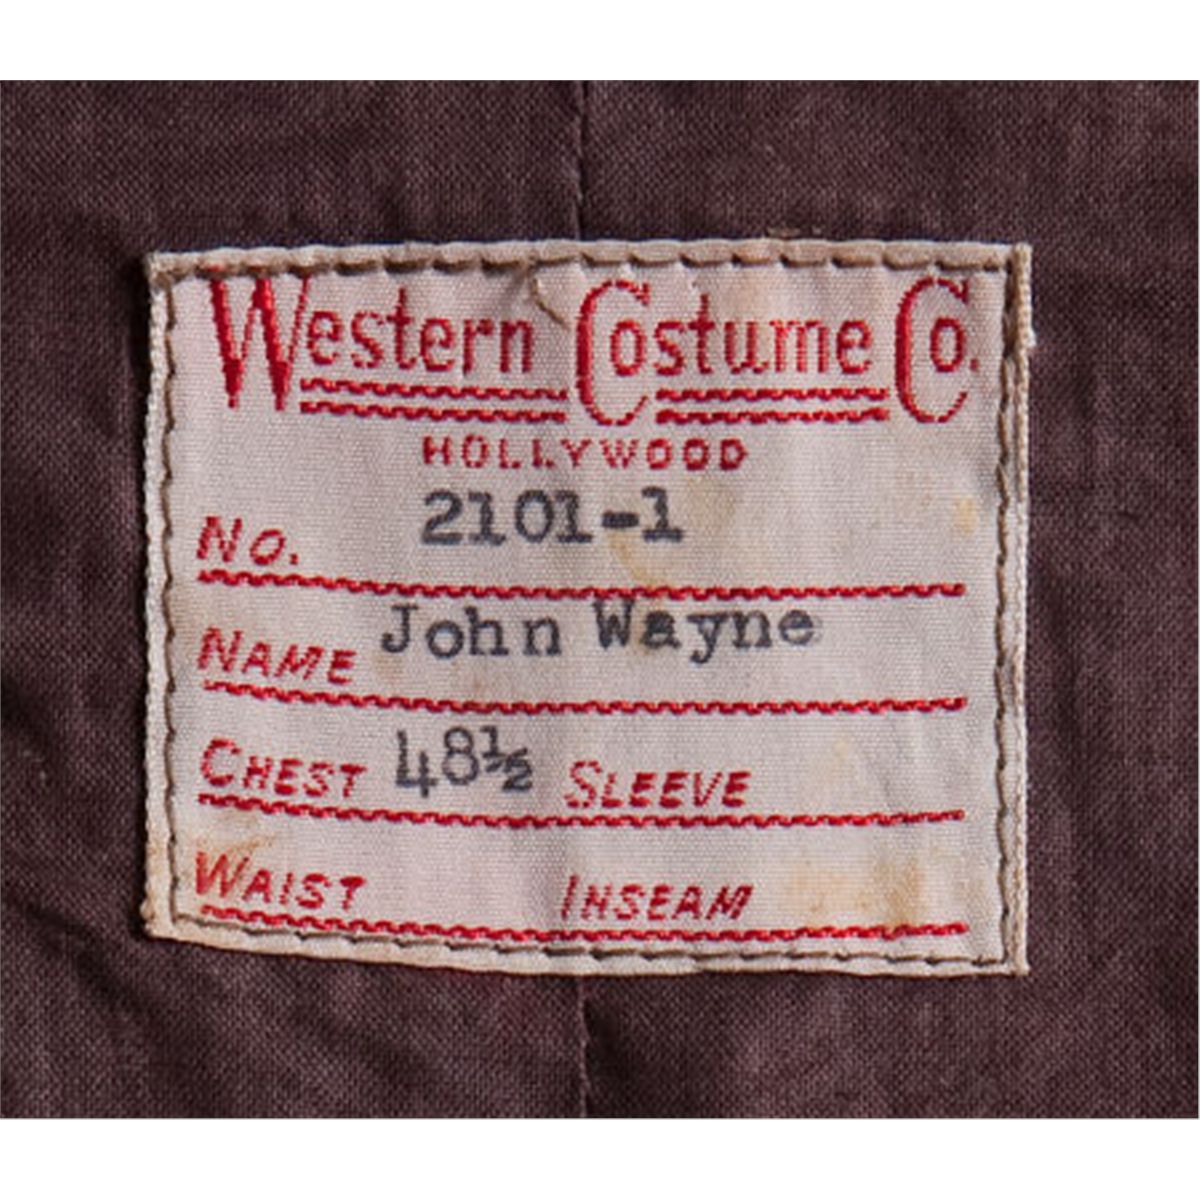 Western Costume Co.
HOLLYWOOD
No. 2101-1
NAME John Wayne
CHEST 48½ SLEEVE
WAIST INSEAM